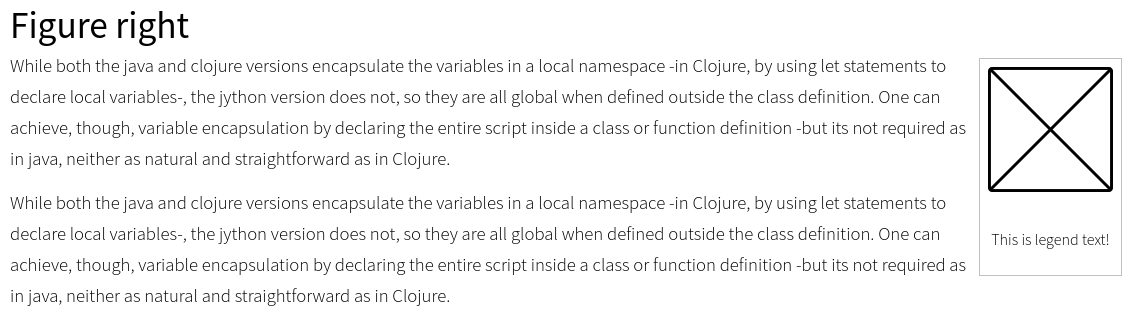 Figure right
While both the java and clojure versions encapsulate the variables in a local namespace -in Clojure, by using let statements to
declare local variables-, the jython version does not, so they are all global when defined outside the class definition. One can
achieve, though, variable encapsulation by declaring the entire script inside a class or function definition -but its not required as
in java, neither as natural and straightforward as in Clojure.
While both the java and clojure versions encapsulate the variables in a local namespace -in Clojure, by using let statements to
declare local variables-, the jython version does not, so they are all global when defined outside the class definition. One can
achieve, though, variable encapsulation by declaring the entire script inside a class or function definition -but its not required as
in java, neither as natural and straightforward as in Clojure.
This is legend text!